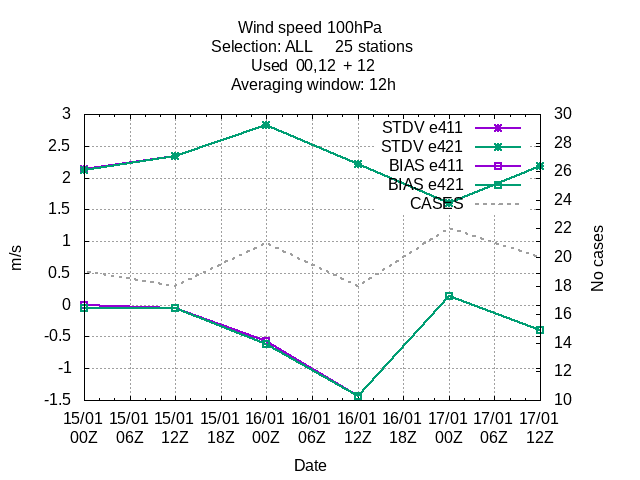 Wind speed 100hPa
Selection: ALL 25 stations
Used 00,12 + 12
Averaging window: 12h
3
2.5
2
1.5
1
0.5
0
-0.5
-1
-1.5
m/s
STDV e411
STDV e421
BIAS e411
BIAS e421
CASES
30
28
26
24
22
20
18
16
14
12
10
No cases
15/01 15/01 15/01 15/01 16/01 16/01 16/01 17/01 17/01 17/01
00Z 06Z 12Z 18Z 00Z 12Z 18Z 00Z 06Z 12Z
Date